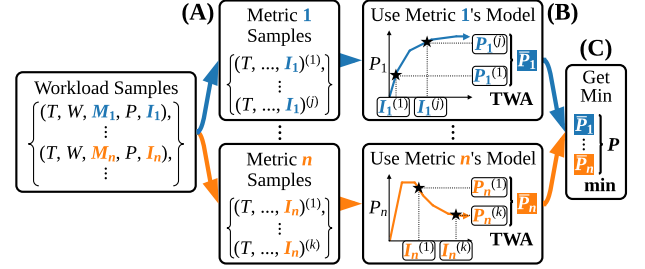 (A)
(B)
(C)
Workload Samples
(T, W, M₁, P, I₁),
⋮
(T, W, Mₙ, P, Iₙ),
⋮
Metric 1
Samples
(T, ..., I₁)⁽¹⁾,
⋮
(T, ..., I₁)⁽ʲ⁾
⋮
Metric n
Samples
(T, ..., Iₙ)⁽¹⁾,
⋮
(T, ..., Iₙ)⁽ᵏ⁾
Use Metric 1's Model
P₁
P₁⁽ʲ⁾
P₁⁽¹⁾
P̅₁
I₁⁽¹⁾ I₁⁽ʲ⁾
TWA
⋮
Use Metric n's Model
Pₙ
Pₙ⁽¹⁾
Pₙ⁽ᵏ⁾
P̅ₙ
Iₙ⁽¹⁾ Iₙ⁽ᵏ⁾
TWA
Get
Min
P̅₁
⋮
P̅ₙ
P
min